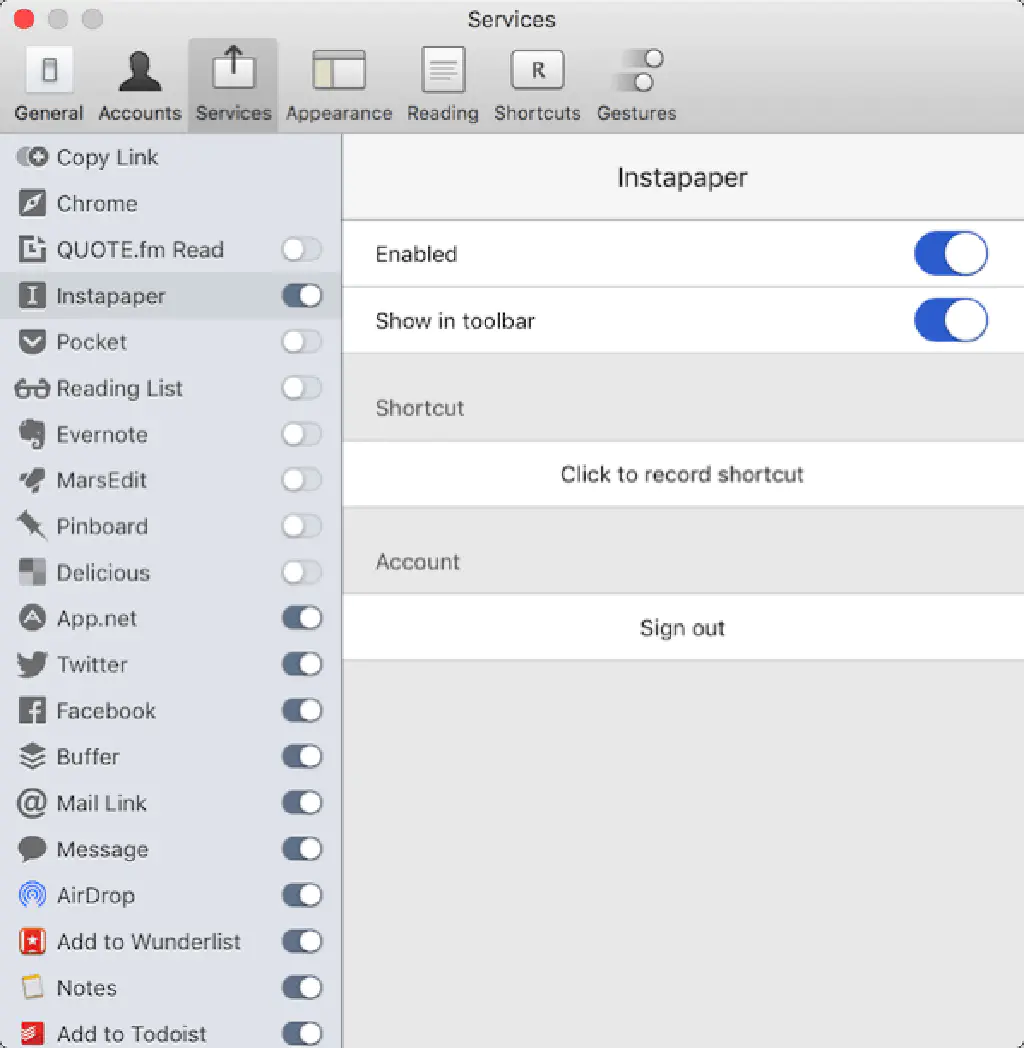 Services
General
Accounts
Services
Appearance
Reading
R
Shortcuts
Gestures
Copy Link
Chrome
QUOTE.fm Read
Instapaper
Pocket
Reading List
Evernote
MarsEdit
Pinboard
Delicious
App.net
Twitter
Facebook
Buffer
Mail Link
Message
AirDrop
Add to Wunderlist
Notes
Add to Todoist
Instapaper
Enabled
Show in toolbar
Shortcut
Click to record shortcut
Account
Sign out